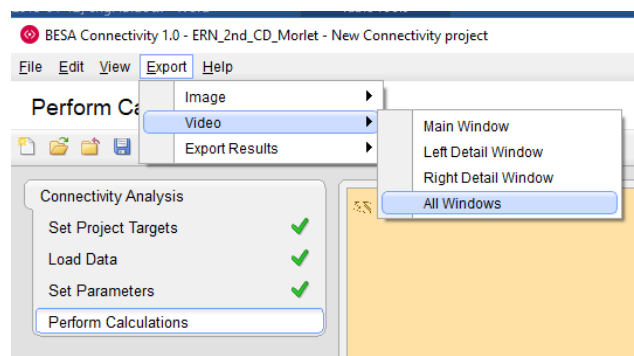 BESA Connectivity 1.0 - ERN_2nd_CD_Morlet - New Connectivity project
File Edit View Export Help
Perform Ca
Image
Video
Export Results
Main Window
Left Detail Window
Right Detail Window
All Windows
Connectivity Analysis
Set Project Targets
Load Data
Set Parameters
Perform Calculations